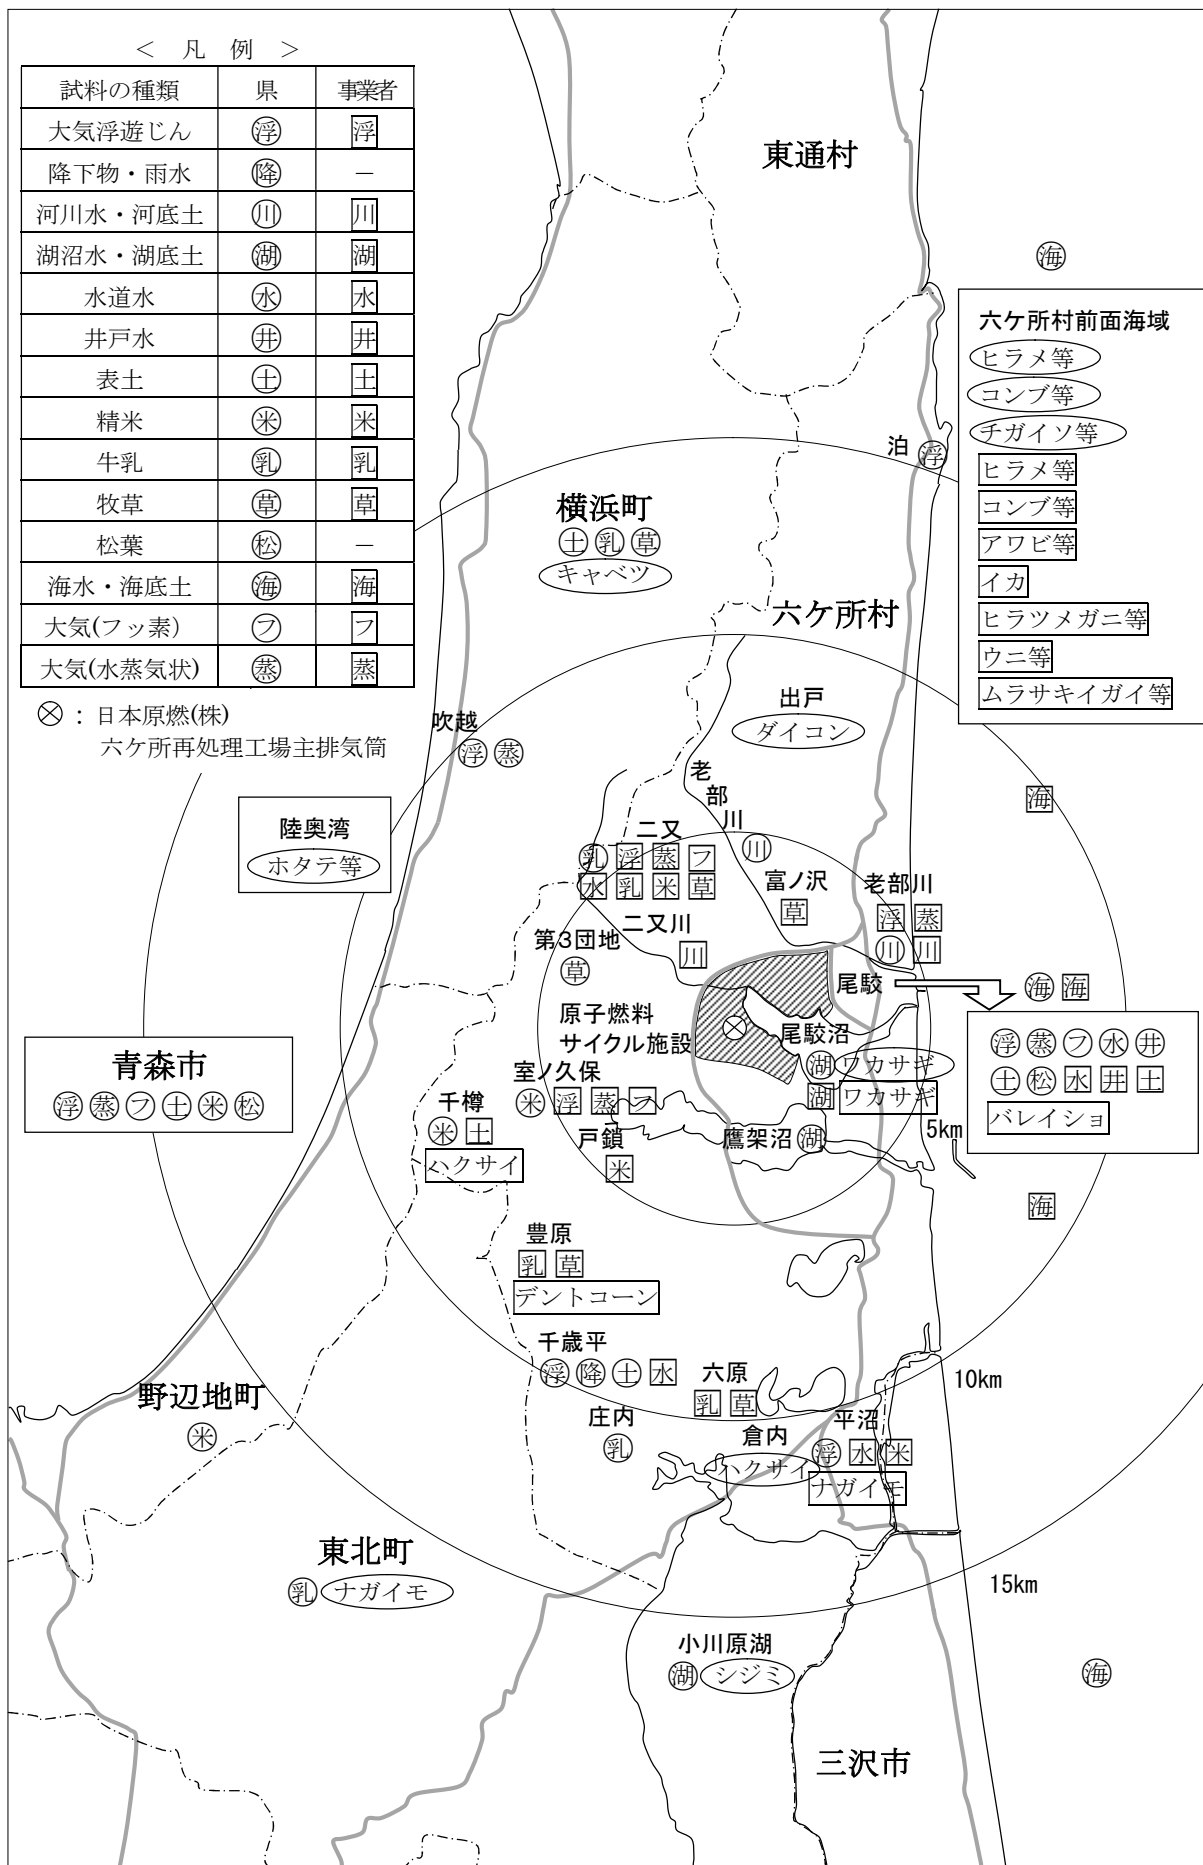 ＜ 凡 例 ＞
試料の種類 県 事業者
大気浮遊じん 浮 浮
降下物・雨水 降 －
河川水・河底土 川 川
湖沼水・湖底土 湖 湖
水道水 水 水
井戸水 井 井
表土 土 土
精米 米 米
牛乳 乳 乳
牧草 草 草
松葉 松 －
海水・海底土 海 海
大気(フッ素) フ フ
大気(水蒸気状) 蒸 蒸
⊗ : 日本原燃(株)
六ケ所再処理工場主排気筒
東通村
海
六ケ所村前面海域
ヒラメ等
コンブ等
チガイソ等
ヒラメ等
コンブ等
アワビ等
イカ
ヒラツメガニ等
ウニ等
ムラサキイガイ等
泊 浮
横浜町
土 乳 草
キャベツ
六ケ所村
出戸
ダイコン
吹越
浮 蒸
老部川
川
海
陸奥湾
ホタテ等
二又
乳 浮 蒸 フ
水 乳 米 草
富ノ沢
草
老部川
浮 蒸
川 川
二又川
川
第3団地
草
尾駮
海 海
浮 蒸 フ 水 井
土 松 水 井 土
バレイショ
原子燃料
サイクル施設
尾駮沼
湖 ワカサギ
湖 ワカサギ
青森市
浮 蒸 フ 土 米 松
室ノ久保
米 浮 蒸 フ
千樽
米 土
ハクサイ
戸鎖
米
鷹架沼 湖
5km
海
豊原
乳 草
デントコーン
千歳平
浮 降 土 水
六原
乳 草
10km
野辺地町
米
庄内
乳
倉内
ハクサイ
平沼
浮 水 米
ナガイモ
東北町
乳 ナガイモ
15km
小川原湖
湖 シジミ
海
三沢市